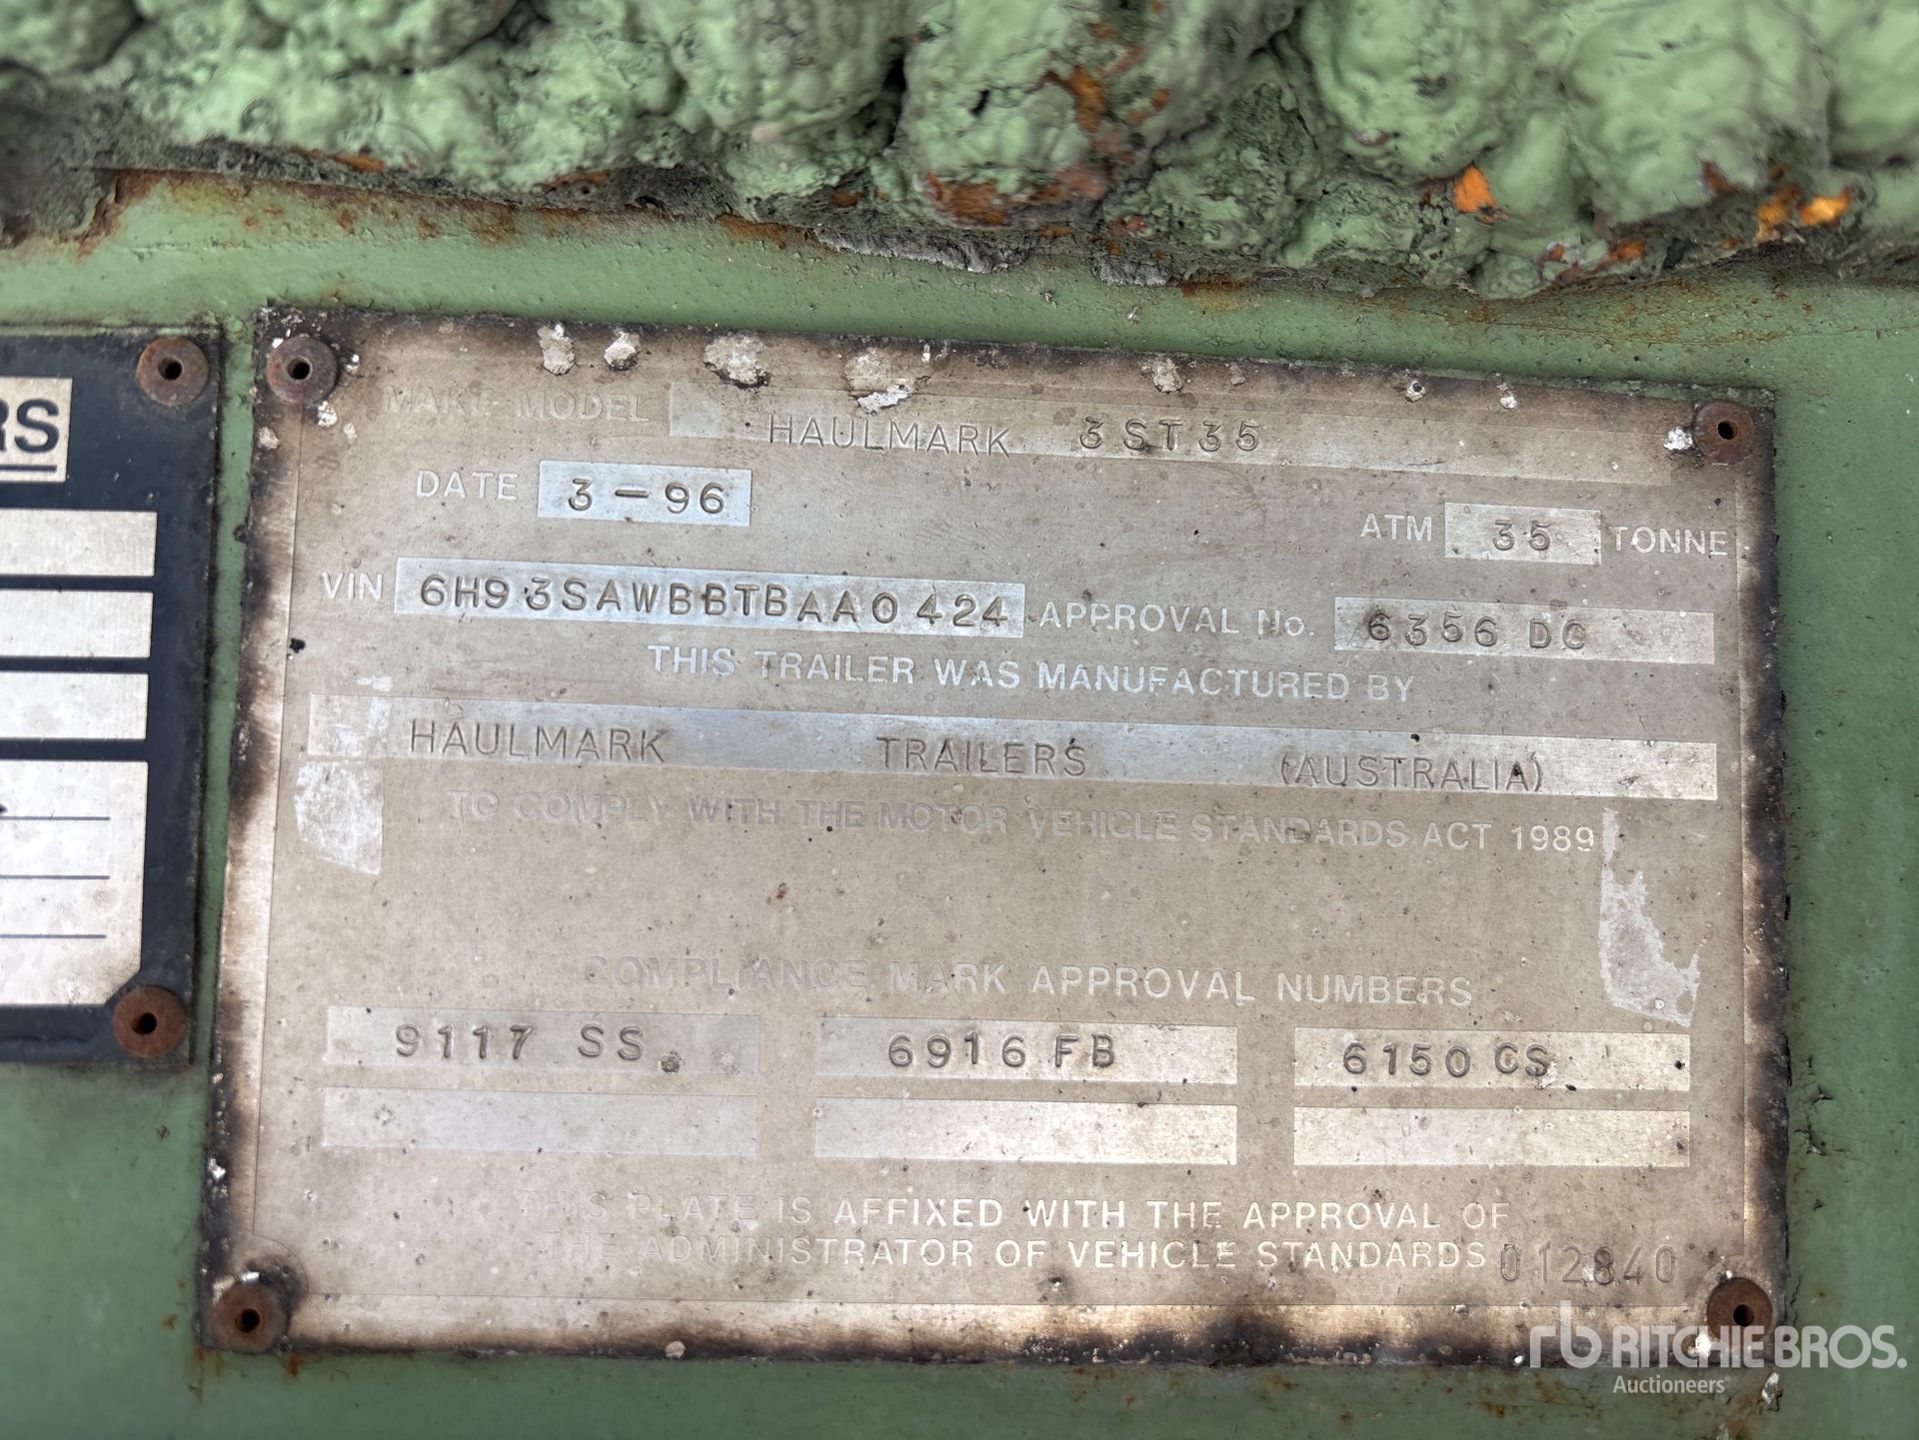 RS
MAKE-MODEL HAULMARK 3ST35
DATE 3-96
ATM 35 TONNE
VIN 6H93SAWBBTBAA0424 APPROVAL No. 6356 DC
THIS TRAILER WAS MANUFACTURED BY
HAULMARK TRAILERS (AUSTRALIA)
TO COMPLY WITH THE MOTOR VEHICLE STANDARDS ACT 1989
COMPLIANCE MARK APPROVAL NUMBERS
9117 SS 6916 FB 6150 CS
THIS PLATE IS AFFIXED WITH THE APPROVAL OF
THE ADMINISTRATOR OF VEHICLE STANDARDS 012840
rb RITCHIE BROS.
Auctioneers